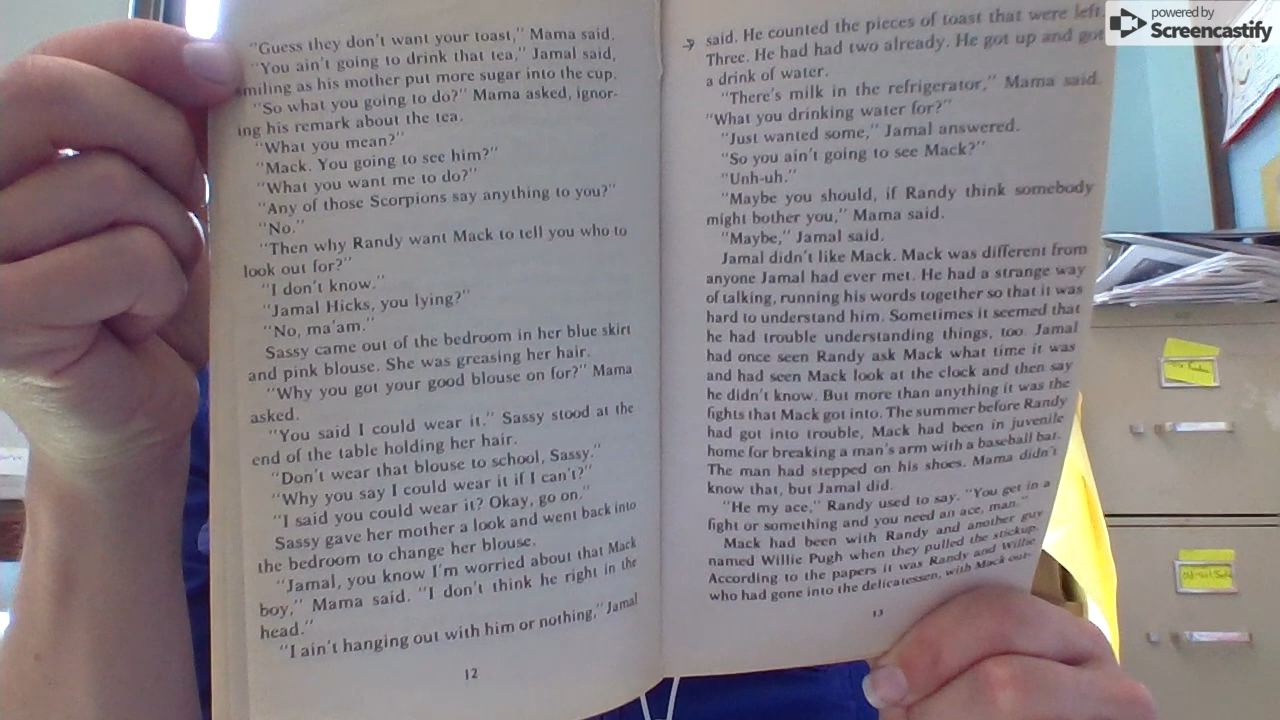 "Guess they don't want your toast," Mama said.
"You ain't going to drink that tea," Jamal said,
smiling as his mother put more sugar into the cup.
"So what you going to do?" Mama asked, ignor-
ing his remark about the tea.
"What you mean?"
"Mack. You going to see him?"
"What you want me to do?"
"Any of those Scorpions say anything to you?"
"No."
"Then why Randy want Mack to tell you who to
look out for?"
"I don't know."
"Jamal Hicks, you lying?"
"No, ma'am."
Sassy came out of the bedroom in her blue skirt
and pink blouse. She was greasing her hair.
"Why you got your good blouse on for?" Mama
asked.
"You said I could wear it." Sassy stood at the
end of the table holding her hair.
"Don't wear that blouse to school, Sassy."
"Why you say I could wear it if I can't?"
"I said you could wear it? Okay, go on."
Sassy gave her mother a look and went back into
the bedroom to change her blouse.
"Jamal, you know I'm worried about that Mack
boy," Mama said. "I don't think he right in the
head."
"I ain't hanging out with him or nothing," Jamal
12
said. He counted the pieces of toast that were left.
Three. He had had two already. He got up and got
a drink of water.
"There's milk in the refrigerator," Mama said.
"What you drinking water for?"
"Just wanted some," Jamal answered.
"So you ain't going to see Mack?"
"Unh-uh."
"Maybe you should, if Randy think somebody
might bother you," Mama said.
"Maybe," Jamal said.
Jamal didn't like Mack. Mack was different from
anyone Jamal had ever met. He had a strange way
of talking, running his words together so that it was
hard to understand him. Sometimes it seemed that
he had trouble understanding things, too. Jamal
had once seen Randy ask Mack what time it was
and had seen Mack look at the clock and then say
he didn't know. But more than anything it was the
fights that Mack got into. The summer before Randy
had got into trouble, Mack had been in juvenile
home for breaking a man's arm with a baseball bat.
The man had stepped on his shoes. Mama didn't
know that, but Jamal did.
"He my ace," Randy used to say. "You get in a
fight or something and you need an ace, man."
Mack had been with Randy and another guy
named Willie Pugh when they pulled the stickup.
According to the papers it was Randy and Willie
who had gone into the delicatessen, with Mack out-
13
powered by
Screencastify